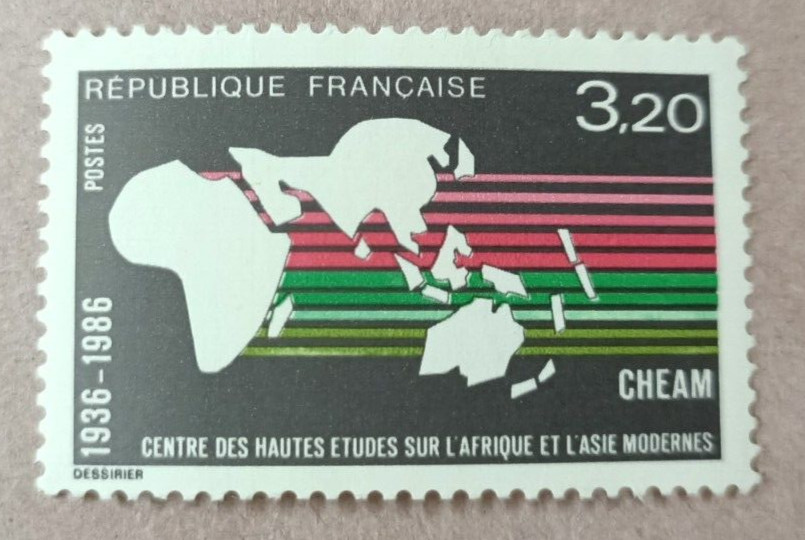 RÉPUBLIQUE FRANÇAISE
3,20
POSTES
1936-1986
CHEAM
CENTRE DES HAUTES ETUDES SUR L'AFRIQUE ET L'ASIE MODERNES
DESSIRIER